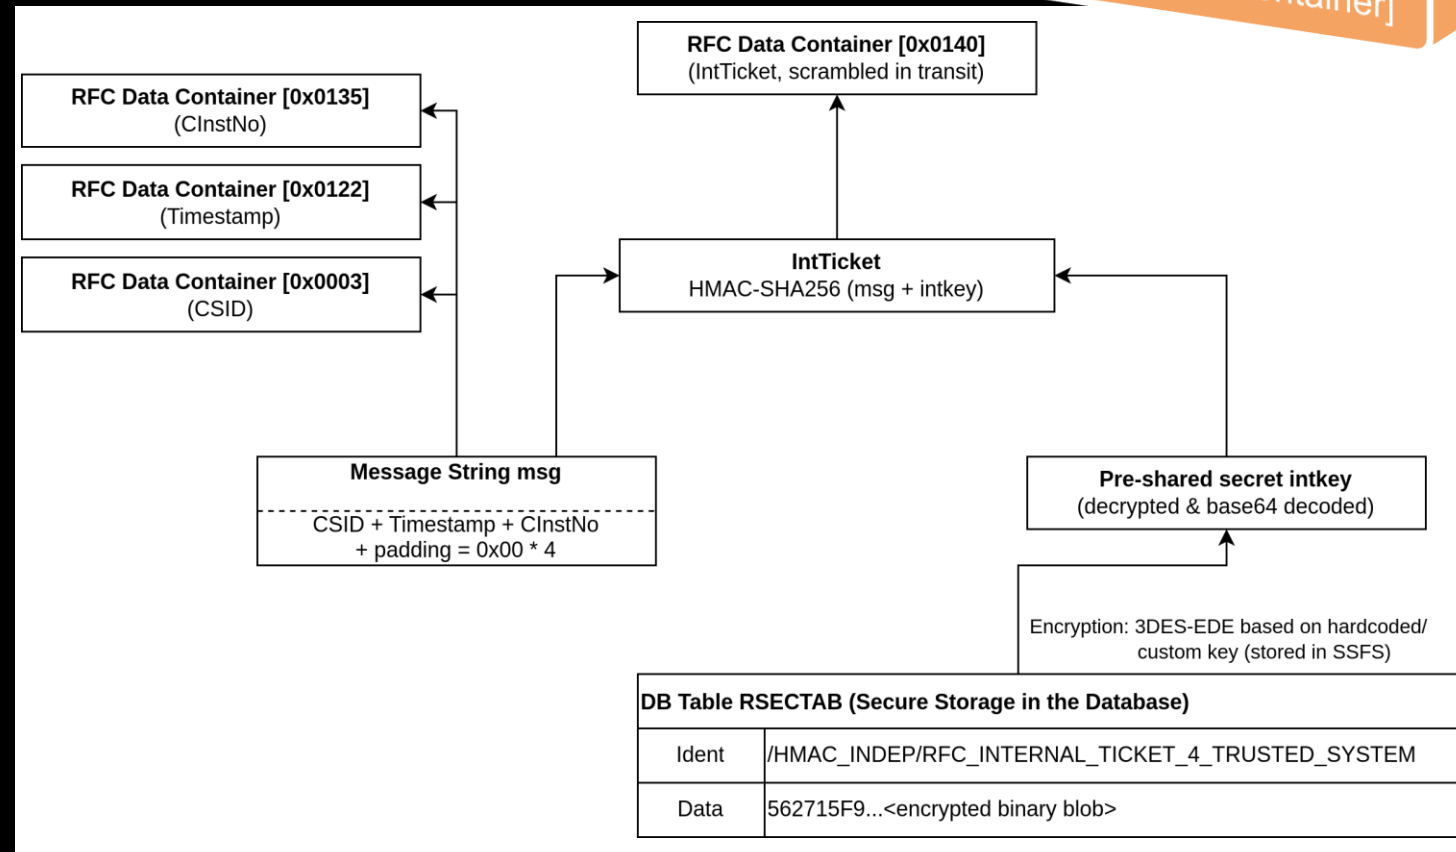 RFC Data Container [0x0140]
(IntTicket, scrambled in transit)
RFC Data Container [0x0135]
(CInstNo)
RFC Data Container [0x0122]
(Timestamp)
RFC Data Container [0x0003]
(CSID)
IntTicket
HMAC-SHA256 (msg + intkey)
Message String msg
CSID + Timestamp + CInstNo
+ padding = 0x00 * 4
Pre-shared secret intkey
(decrypted & base64 decoded)
Encryption: 3DES-EDE based on hardcoded/
custom key (stored in SSFS)
DB Table RSECTAB (Secure Storage in the Database)
Ident /HMAC_INDEP/RFC_INTERNAL_TICKET_4_TRUSTED_SYSTEM
Data 562715F9...<encrypted binary blob>